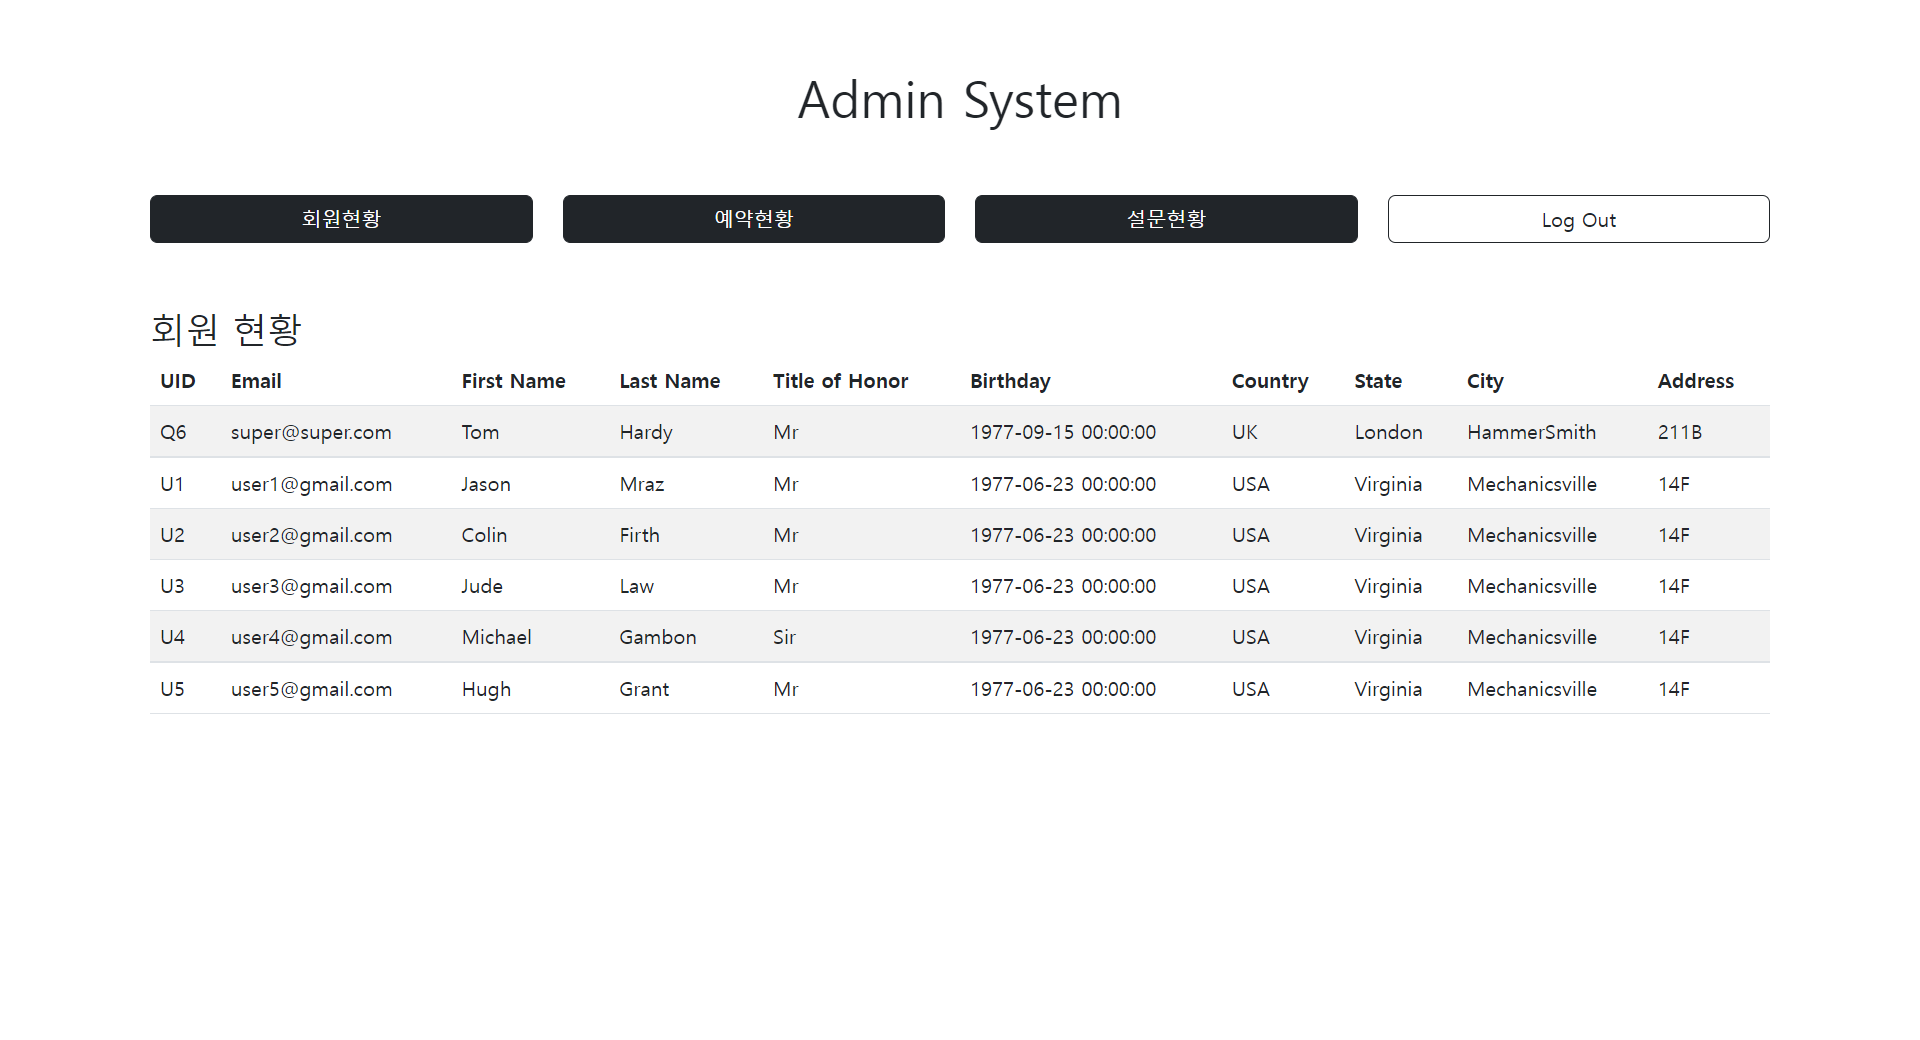 Admin System
회원현황 예약현황 설문현황 Log Out
회원 현황
UID Email First Name Last Name Title of Honor Birthday Country State City Address
Q6 super@super.com Tom Hardy Mr 1977-09-15 00:00:00 UK London HammerSmith 211B
U1 user1@gmail.com Jason Mraz Mr 1977-06-23 00:00:00 USA Virginia Mechanicsville 14F
U2 user2@gmail.com Colin Firth Mr 1977-06-23 00:00:00 USA Virginia Mechanicsville 14F
U3 user3@gmail.com Jude Law Mr 1977-06-23 00:00:00 USA Virginia Mechanicsville 14F
U4 user4@gmail.com Michael Gambon Sir 1977-06-23 00:00:00 USA Virginia Mechanicsville 14F
U5 user5@gmail.com Hugh Grant Mr 1977-06-23 00:00:00 USA Virginia Mechanicsville 14F